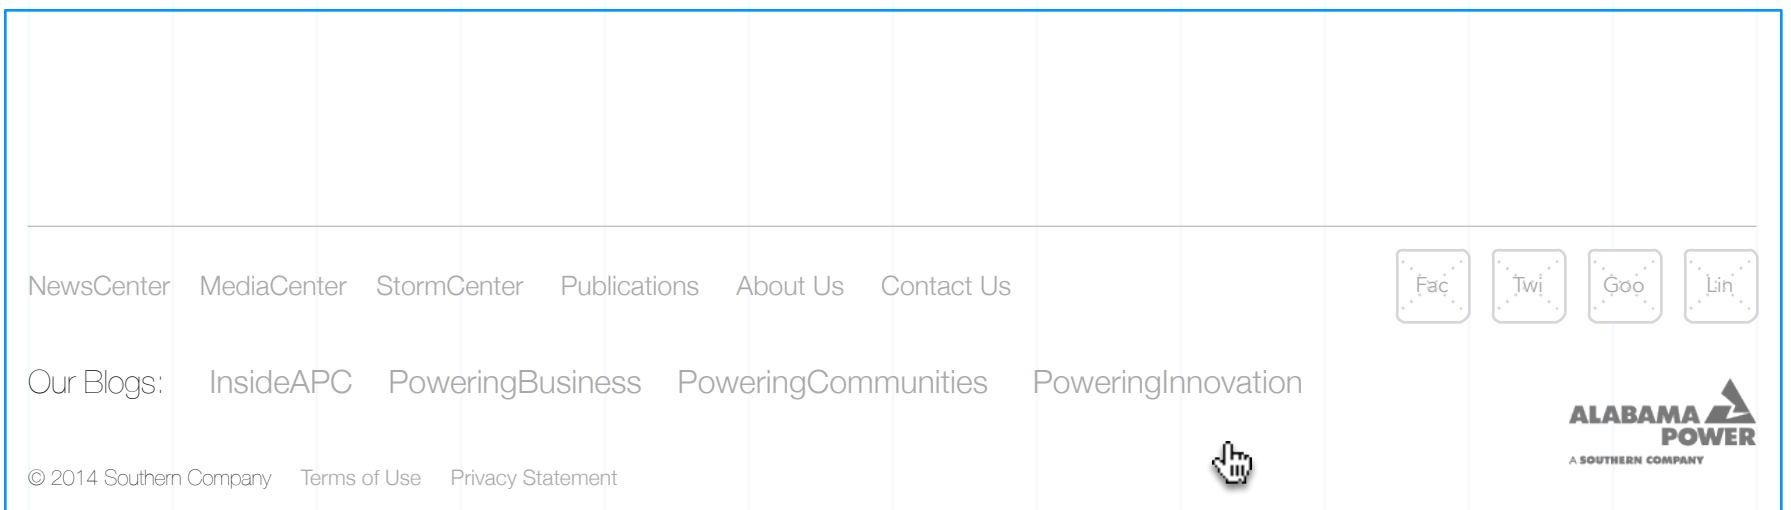 NewsCenter MediaCenter StormCenter Publications About Us Contact Us Fac Twi Goo Lin
Our Blogs: InsideAPC PoweringBusiness PoweringCommunities PoweringInnovation
ALABAMA
POWER
A SOUTHERN COMPANY
© 2014 Southern Company Terms of Use Privacy Statement